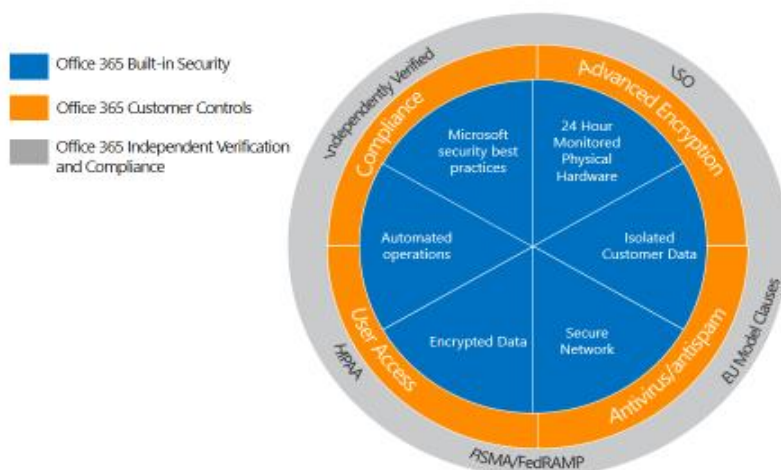 Office 365 Built-in Security
Office 365 Customer Controls
Office 365 Independent Verification
and Compliance
Independently Verified
ISO
Compliance
Advanced Encryption
Microsoft
security best
practices
24 Hour
Monitored
Physical
Hardware
Automated
operations
Isolated
Customer Data
Encrypted Data
Secure
Network
User Access
Antivirus/antispam
HIPAA
EU Model Clauses
FISMA/FedRAMP